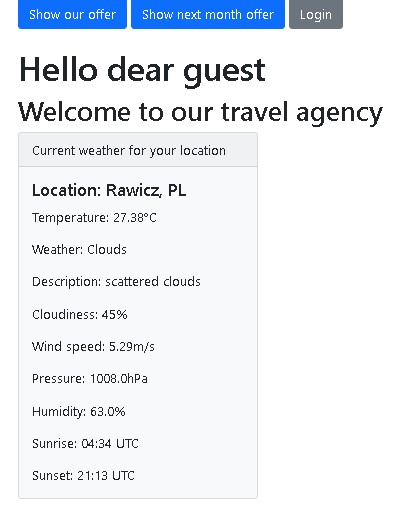 Show our offer Show next month offer Login
Hello dear guest
Welcome to our travel agency
Current weather for your location
Location: Rawicz, PL
Temperature: 27.38°C
Weather: Clouds
Description: scattered clouds
Cloudiness: 45%
Wind speed: 5.29m/s
Pressure: 1008.0hPa
Humidity: 63.0%
Sunrise: 04:34 UTC
Sunset: 21:13 UTC